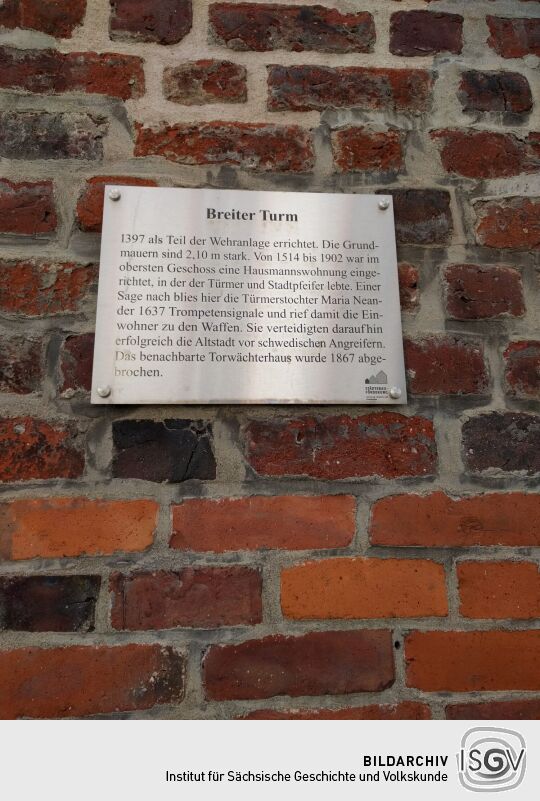 Breiter Turm
1397 als Teil der Wehranlage errichtet. Die Grund-
mauern sind 2,10 m stark. Von 1514 bis 1902 war im
obersten Geschoss eine Hausmannswohnung einge-
richtet, in der der Türmer und Stadtpfeifer lebte. Einer
Sage nach blies hier die Türmerstochter Maria Nean-
der 1637 Trompetensignale und rief damit die Ein-
wohner zu den Waffen. Sie verteidigten daraufhin
erfolgreich die Altstadt vor schwedischen Angreifern.
Das benachbarte Torwächterhaus wurde 1867 abge-
brochen.
STÄDTEBAU-
FÖRDERUNG
BILDARCHIV
Institut für Sächsische Geschichte und Volkskunde
ISGV